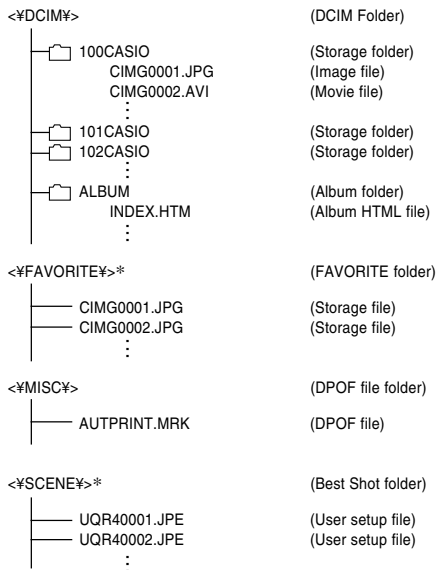 <¥DCIM¥> (DCIM Folder)
100CASIO (Storage folder)
CIMG0001.JPG (Image file)
CIMG0002.AVI (Movie file)
101CASIO (Storage folder)
102CASIO (Storage folder)
ALBUM (Album folder)
INDEX.HTM (Album HTML file)
<¥FAVORITE¥>* (FAVORITE folder)
CIMG0001.JPG (Storage file)
CIMG0002.JPG (Storage file)
<¥MISC¥> (DPOF file folder)
AUTPRINT.MRK (DPOF file)
<¥SCENE¥>* (Best Shot folder)
UQR40001.JPE (User setup file)
UQR40002.JPE (User setup file)